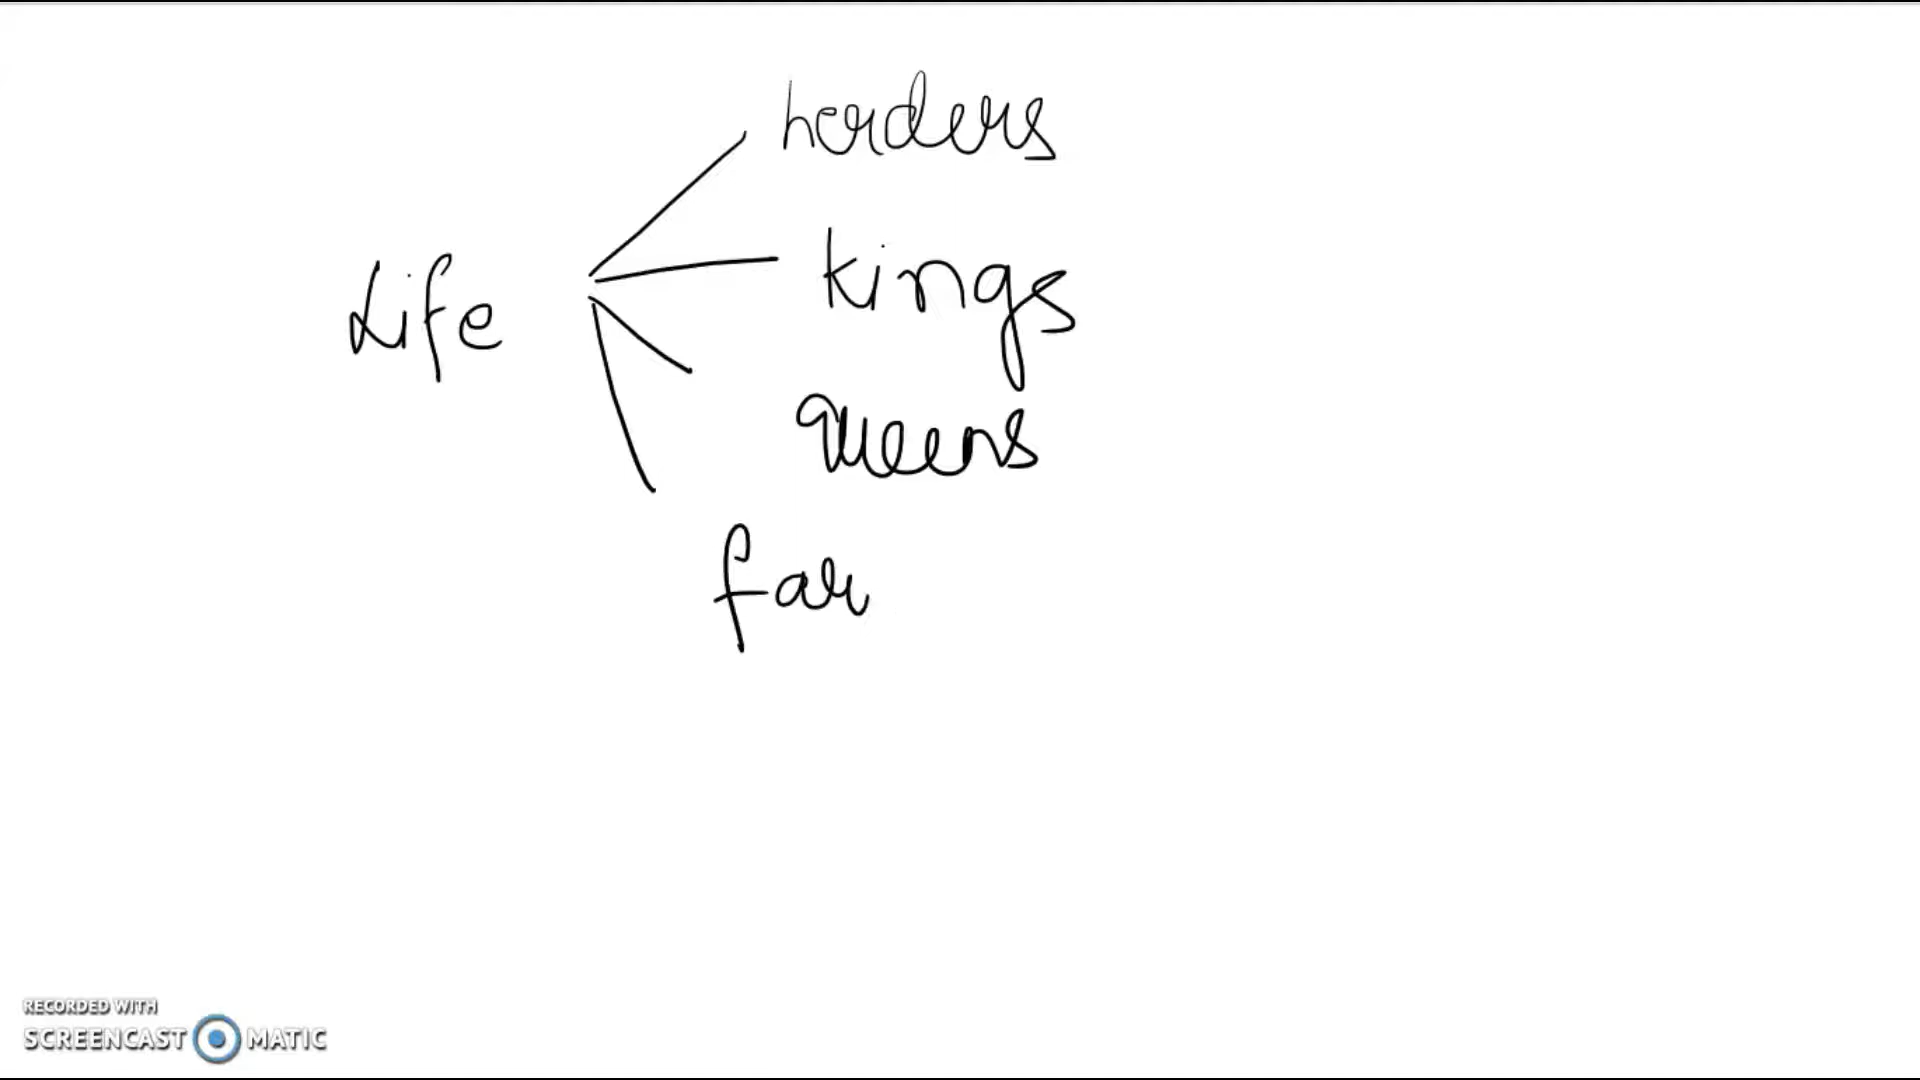 herders
Life
kings
queens
far
RECORDED WITH
SCREENCAST MATIC